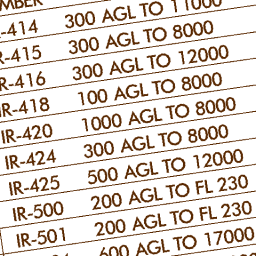 MBER
R-414 300 AGL TO 11000
R-415 300 AGL TO 8000
R-416 300 AGL TO 12000
IR-418 100 AGL TO 8000
IR-420 1000 AGL TO 8000
IR-424 300 AGL TO 8000
IR-425 500 AGL TO 12000
IR-500 200 AGL TO FL 230
IR-501 200 AGL TO FL 230
600 AGL TO 17000